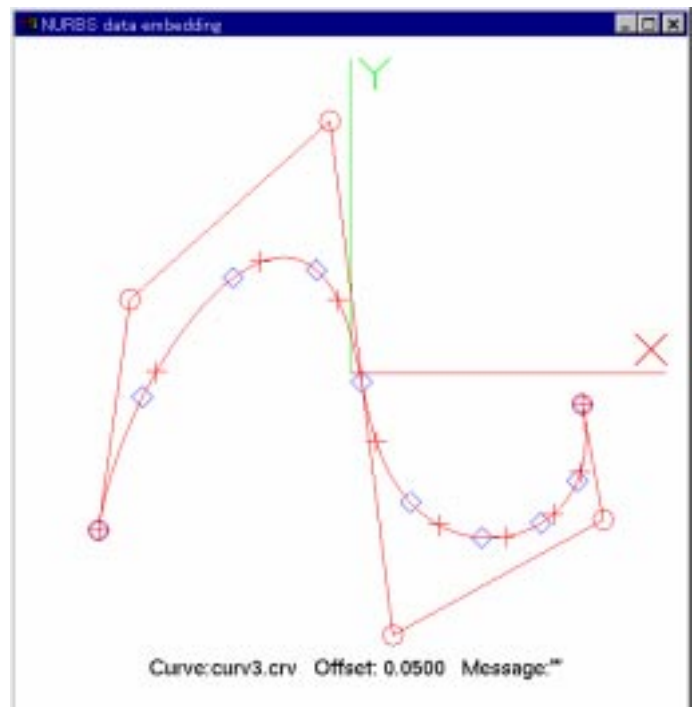 NURBS data embedding
Y
X
Curve:curv3.crv Offset: 0.0500 Message:""